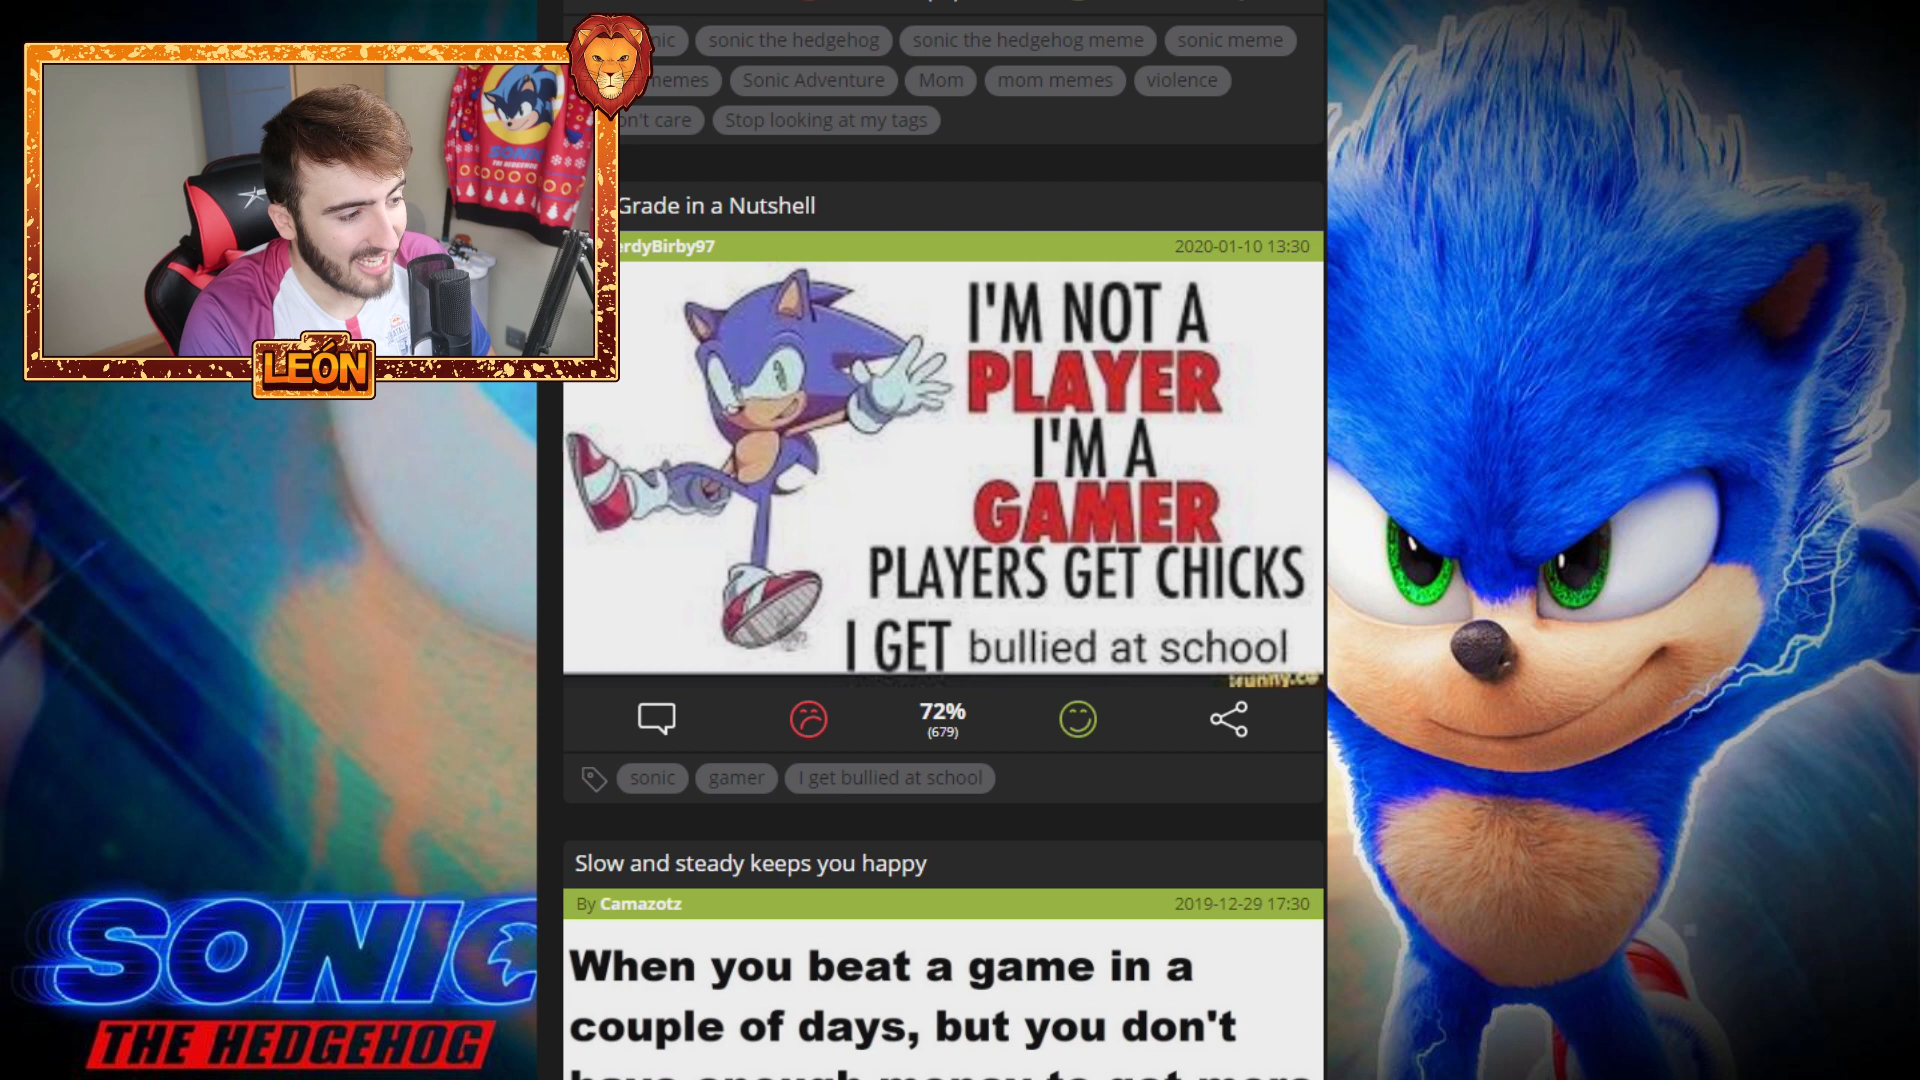 sonic the hedgehog
sonic the hedgehog meme
sonic meme
Sonic Adventure
Mom
mom memes
violence
Stop looking at my tags
SONIC
LEÓN
Grade in a Nutshell
2020-01-10 13:30
I'M NOT A
PLAYER
I'M A
GAMER
PLAYERS GET CHICKS
I GET bullied at school
72%
(679)
sonic
gamer
I get bullied at school
Slow and steady keeps you happy
By Camazotz
2019-12-29 17:30
When you beat a game in a
couple of days, but you don't
SONIC
THE HEDGEHOG